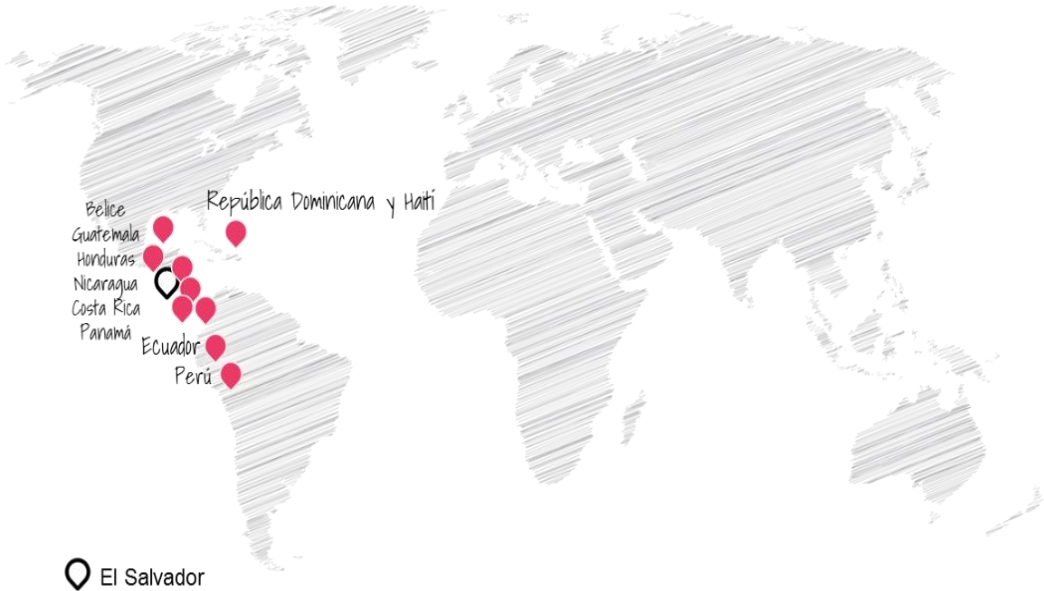 República Dominicana y Haití
Belice
Guatemala
Honduras
Nicaragua
Costa Rica
Panamá
Ecuador
Perú
El Salvador